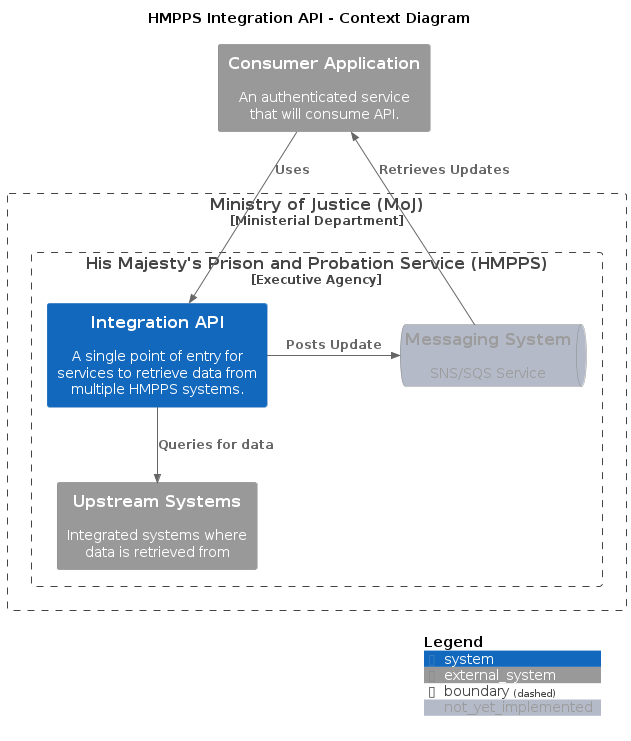 HMPPS Integration API - Context Diagram
Consumer Application
An authenticated service
that will consume API.
Uses
Retrieves Updates
Ministry of Justice (MoJ)
[Ministerial Department]
His Majesty's Prison and Probation Service (HMPPS)
[Executive Agency]
Integration API
A single point of entry for
services to retrieve data from
multiple HMPPS systems.
Posts Update
Messaging System
SNS/SQS Service
Queries for data
Upstream Systems
Integrated systems where
data is retrieved from
Legend
system
external_system
boundary (dashed)
not_yet_implemented